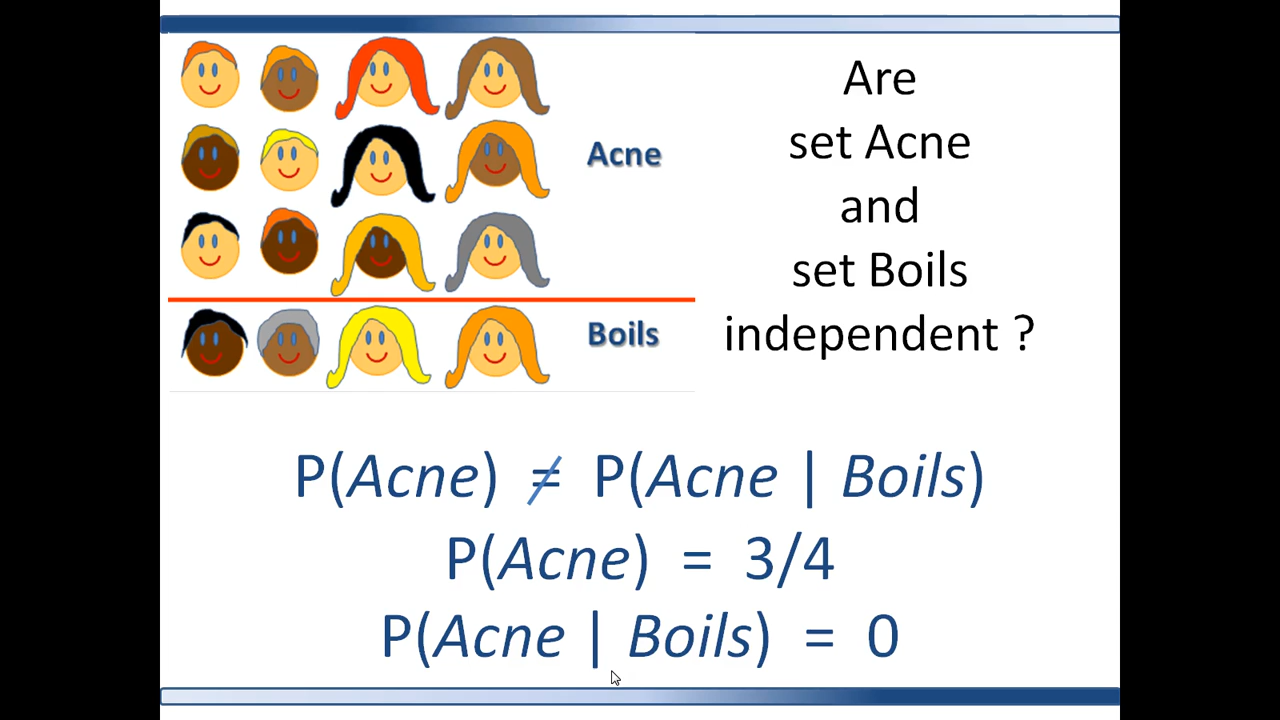 Acne
Boils
Are
set Acne
and
set Boils
independent ?
P(Acne) ≠ P(Acne | Boils)
P(Acne) = 3/4
P(Acne | Boils) = 0